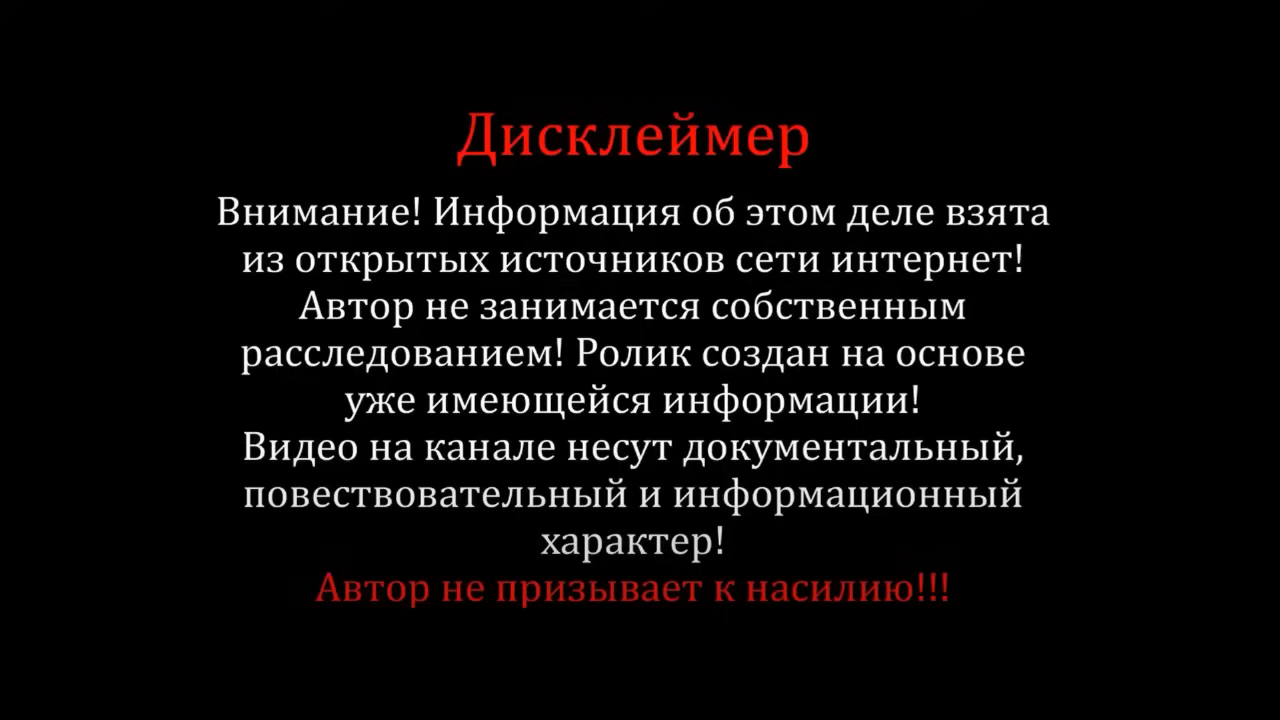 Дисклеймер
Внимание! Информация об этом деле взята
из открытых источников сети интернет!
Автор не занимается собственным
расследованием! Ролик создан на основе
уже имеющейся информации!
Видео на канале несут документальный,
повествовательный и информационный
характер!
Автор не призывает к насилию!!!